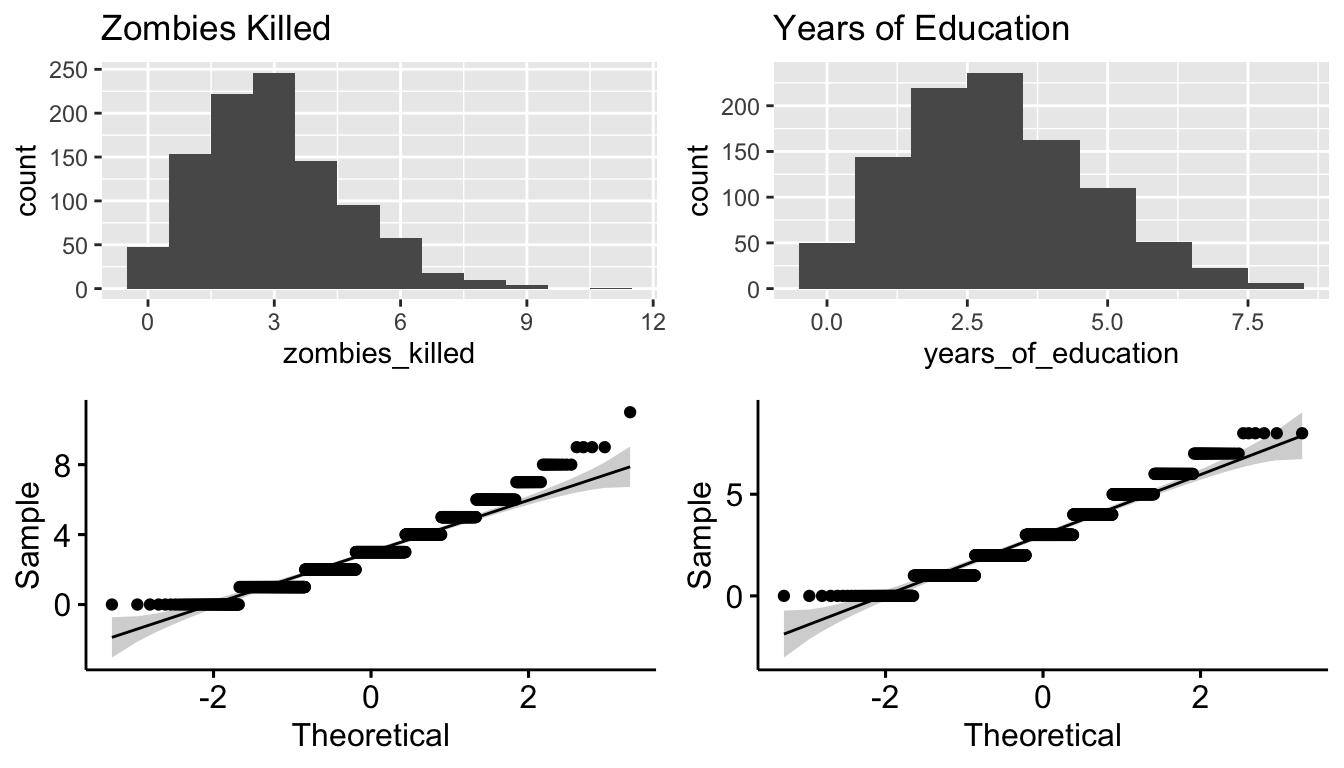 Zombies Killed
250
200
150
100
50
0
count
0 3 6 9 12
zombies_killed
Years of Education
200
150
100
50
0
count
0.0 2.5 5.0 7.5
years_of_education
8
4
0
Sample
-2 0 2
Theoretical
5
0
Sample
-2 0 2
Theoretical